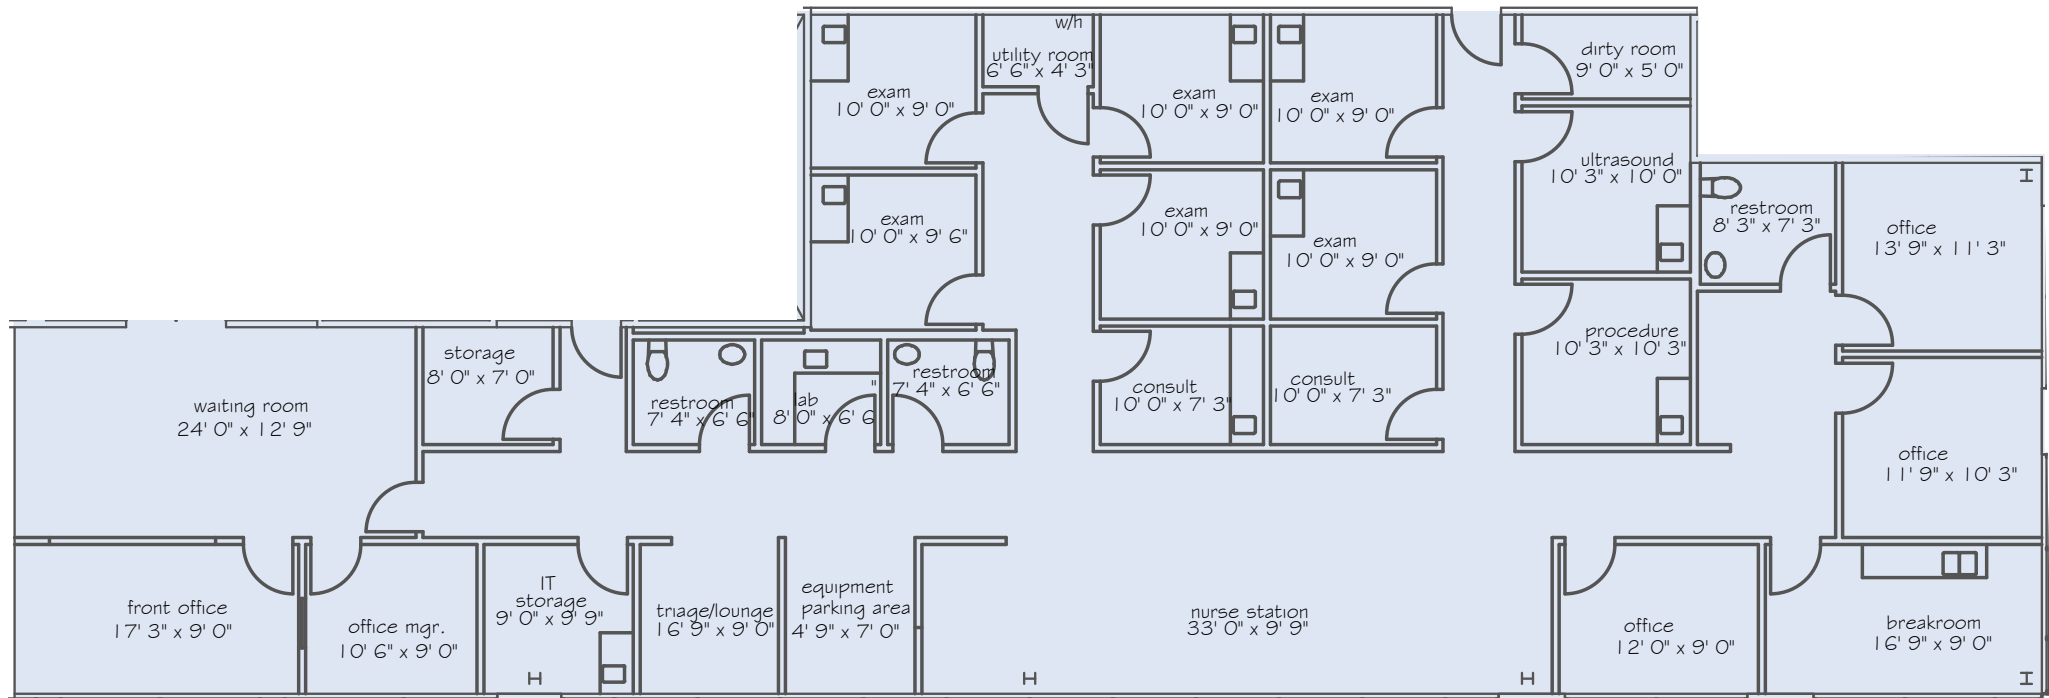 w/h
utility room
6' 6" x 4' 3"
exam
10' 0" x 9' 0"
exam
10' 0" x 9' 0"
exam
10' 0" x 9' 0"
dirty room
9' 0" x 5' 0"
ultrasound
10' 3" x 10' 0"
exam
10' 0" x 9' 6"
exam
10' 0" x 9' 0"
exam
10' 0" x 9' 0"
restroom
8' 3" x 7' 3"
office
13' 9" x 11' 3"
storage
8' 0" x 7' 0"
waiting room
24' 0" x 12' 9"
restroom
7' 4" x 6' 6"
lab
8' 0" x 6' 6"
restroom
7' 4" x 6' 6"
consult
10' 0" x 7' 3"
consult
10' 0" x 7' 3"
procedure
10' 3" x 10' 3"
office
11' 9" x 10' 3"
front office
17' 3" x 9' 0"
office mgr.
10' 6" x 9' 0"
IT
storage
9' 0" x 9' 9"
triage/lounge
16' 9" x 9' 0"
equipment
parking area
4' 9" x 7' 0"
nurse station
33' 0" x 9' 9"
office
12' 0" x 9' 0"
breakroom
16' 9" x 9' 0"